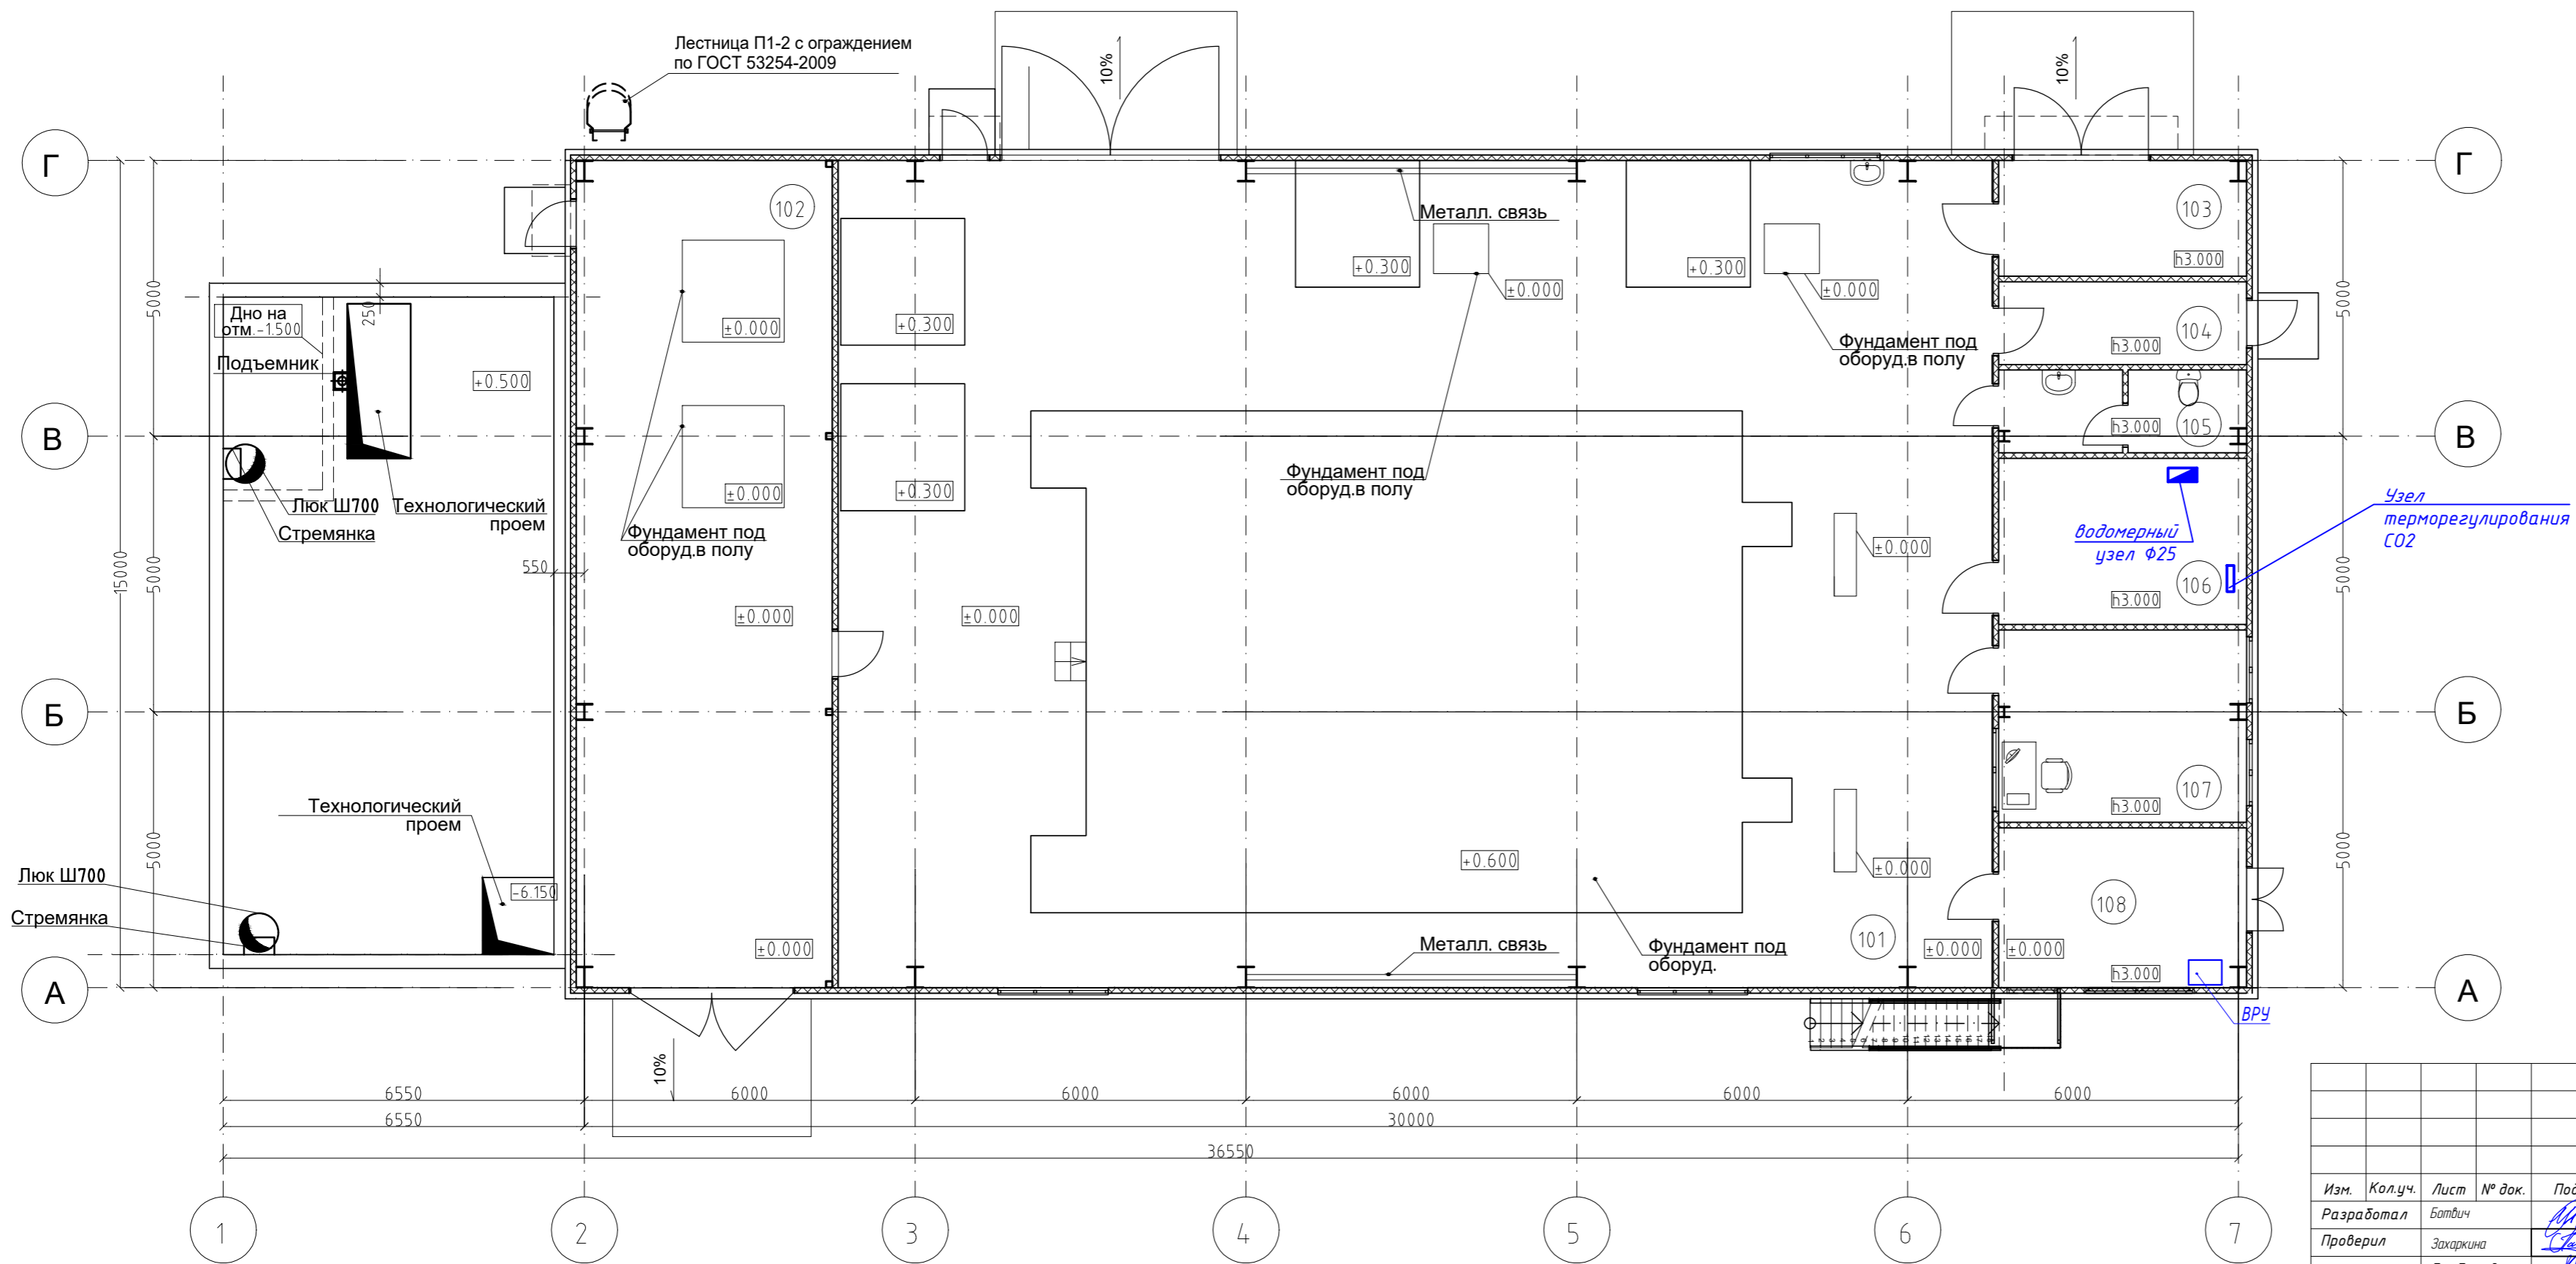 Лестница П1-2 с ограждением
по ГОСТ 53254-2009
10%
10%
Г
Г
102
103
Металл. связь
+0.300
+0.300
h3.000
±0.000
±0.000
5000
5000
250
Дно на
отм.-1.500
Подъемник
+0.500
±0.000
+0.300
Фундамент под
оборуд.в полу
104
h3.000
В
В
105
h3.000
Фундамент под
оборуд.в полу
±0.000
+0.300
Люк Ш700
Стремянка
Технологический
проем
Фундамент под
оборуд.в полу
водомерный
узел Ф25
Узел
терморегулирования
СО2
±0.000
15000
5000
550
5000
106
h3.000
±0.000
±0.000
Б
Б
107
h3.000
Технологический
проем
5000
5000
+0.600
±0.000
Люк Ш700
Стремянка
-6.150
108
101
±0.000
±0.000
±0.000
Металл. связь
Фундамент под
оборуд.
h3.000
А
А
ВРУ
10%
6550
6000
6000
6000
6000
6000
6550
30000
36550
1
2
3
4
5
6
7
Изм.
Кол.уч.
Лист
№ док.
Разработал
Ботвич
Проверил
Захаркина